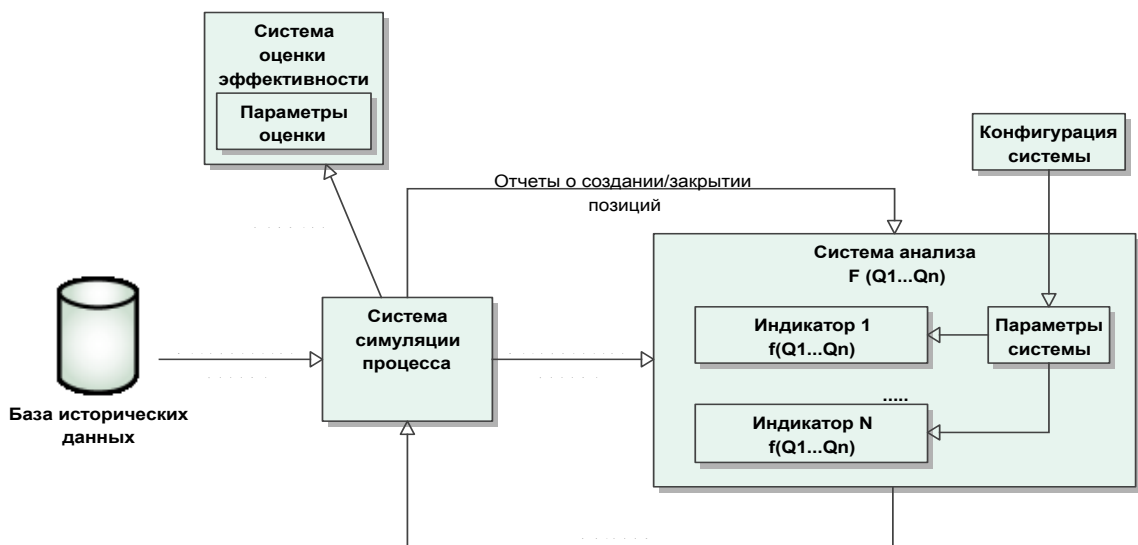 Система
оценки
эффективности
Параметры
оценки
Конфигурация
системы
Отчеты о создании/закрытии
позиций
Система анализа
F (Q1...Qn)
Система
симуляции
процесса
Индикатор 1
f(Q1...Qn)
Параметры
системы
.....
Индикатор N
f(Q1...Qn)
База исторических
данных